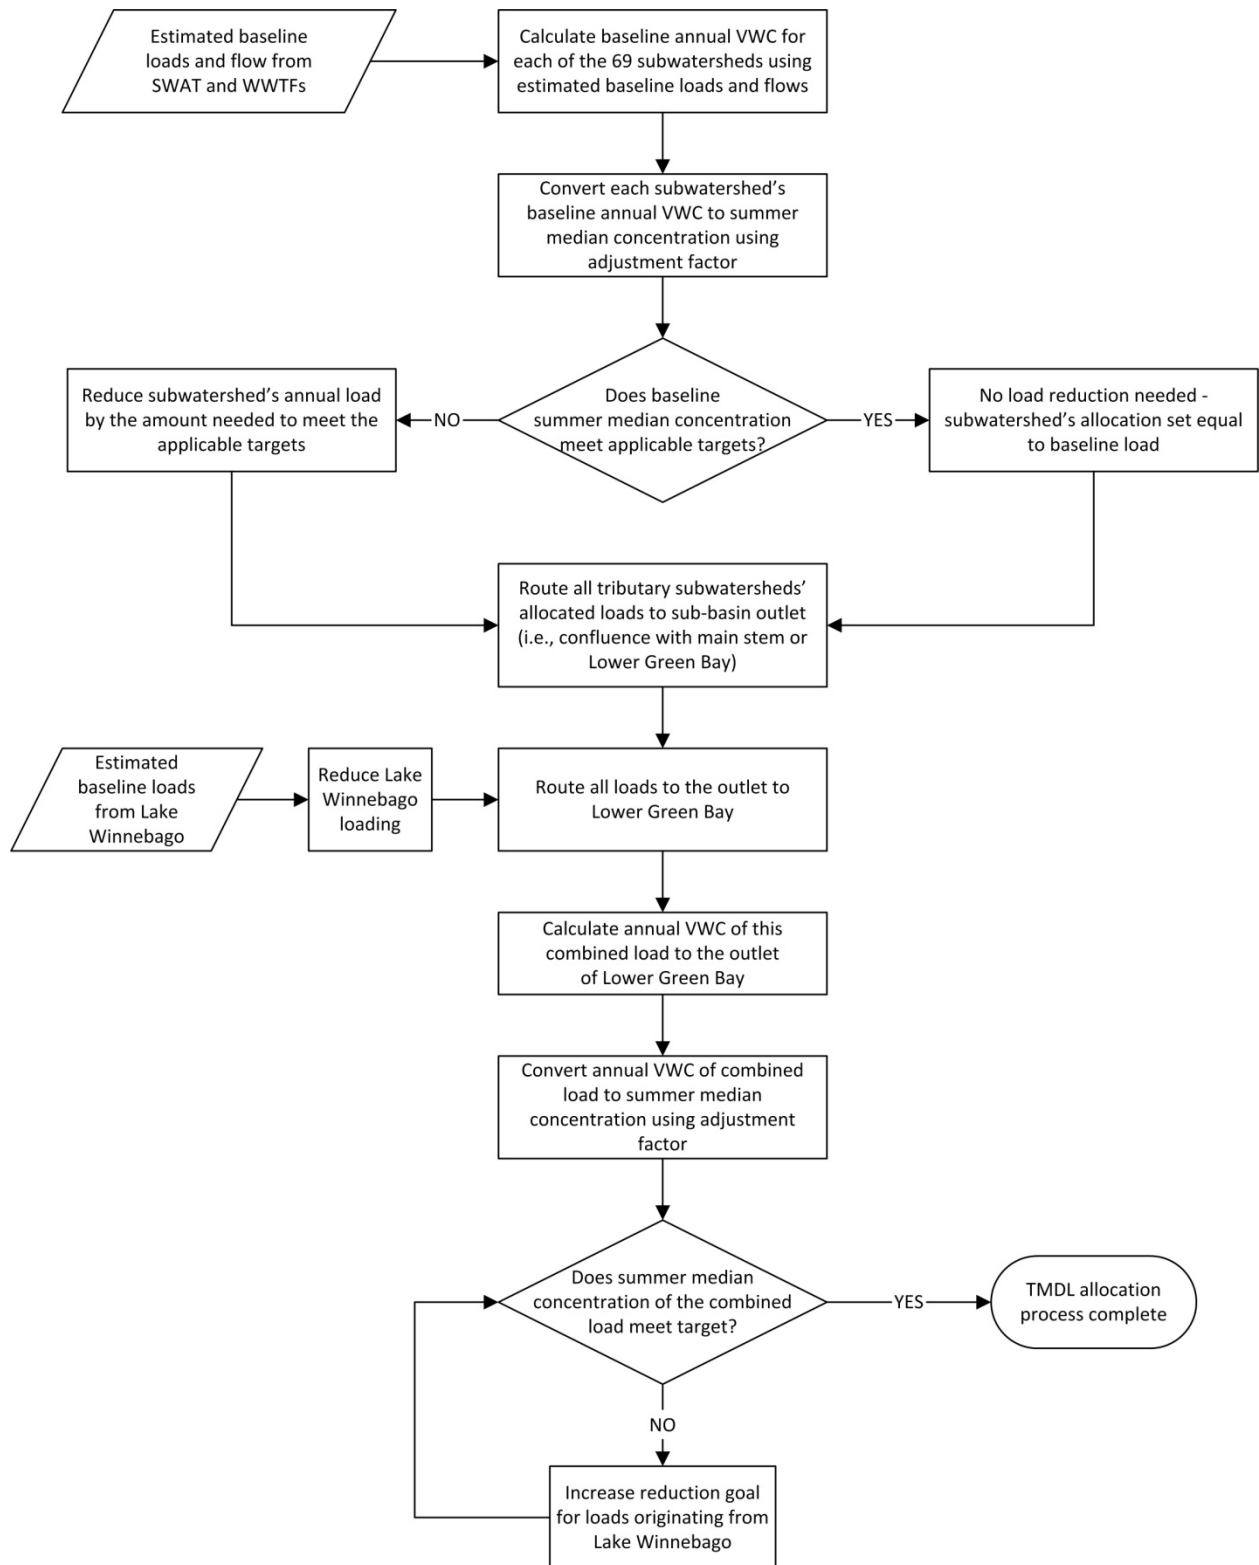 Estimated baseline
loads and flow from
SWAT and WWTFs
Calculate baseline annual VWC for
each of the 69 subwatersheds using
estimated baseline loads and flows
Convert each subwatershed’s
baseline annual VWC to summer
median concentration using
adjustment factor
Reduce subwatershed’s annual load
by the amount needed to meet the
applicable targets
NO
Does baseline
summer median concentration
meet applicable targets?
YES
No load reduction needed -
subwatershed’s allocation set equal
to baseline load
Route all tributary subwatersheds’
allocated loads to sub-basin outlet
(i.e., confluence with main stem or
Lower Green Bay)
Estimated
baseline loads
from Lake
Winnebago
Reduce Lake
Winnebago
loading
Route all loads to the outlet to
Lower Green Bay
Calculate annual VWC of this
combined load to the outlet
of Lower Green Bay
Convert annual VWC of combined
load to summer median
concentration using adjustment
factor
Does summer median
concentration of the combined
load meet target?
YES
TMDL allocation
process complete
NO
Increase reduction goal
for loads originating from
Lake Winnebago